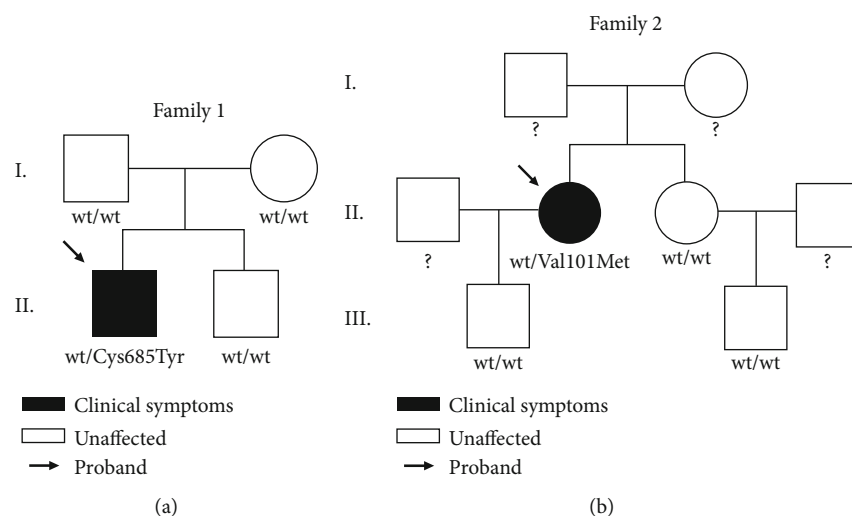 Family 1
I.
wt/wt wt/wt
II.
wt/Cys685Tyr wt/wt
Clinical symptoms
Unaffected
Proband
(a)
Family 2
I.
? ?
II.
? wt/Val101Met wt/wt ?
III.
wt/wt wt/wt
Clinical symptoms
Unaffected
Proband
(b)